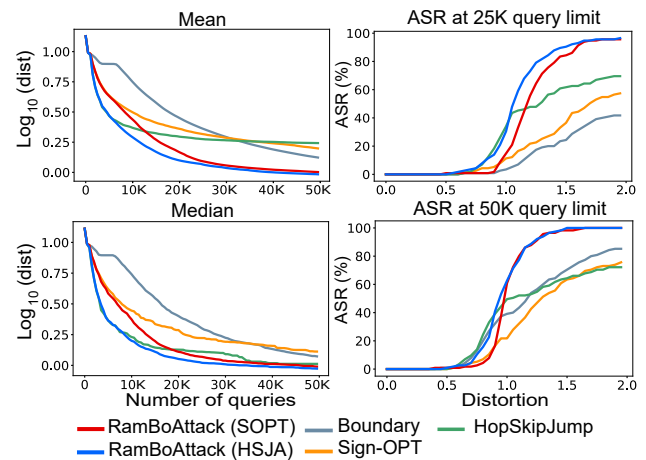 Mean
ASR at 25K query limit
Log10 (dist)
1.00
0.75
0.50
0.25
0.00
0 10K 20K 30K 40K 50K
ASR (%)
100
80
60
40
20
0
0.0 0.5 1.0 1.5 2.0
Median
ASR at 50K query limit
Log10 (dist)
1.00
0.75
0.50
0.25
0.00
0 10K 20K 30K 40K 50K
Number of queries
ASR (%)
100
80
60
40
20
0
0.0 0.5 1.0 1.5 2.0
Distortion
RamBoAttack (SOPT) Boundary HopSkipJump
RamBoAttack (HSJA) Sign-OPT